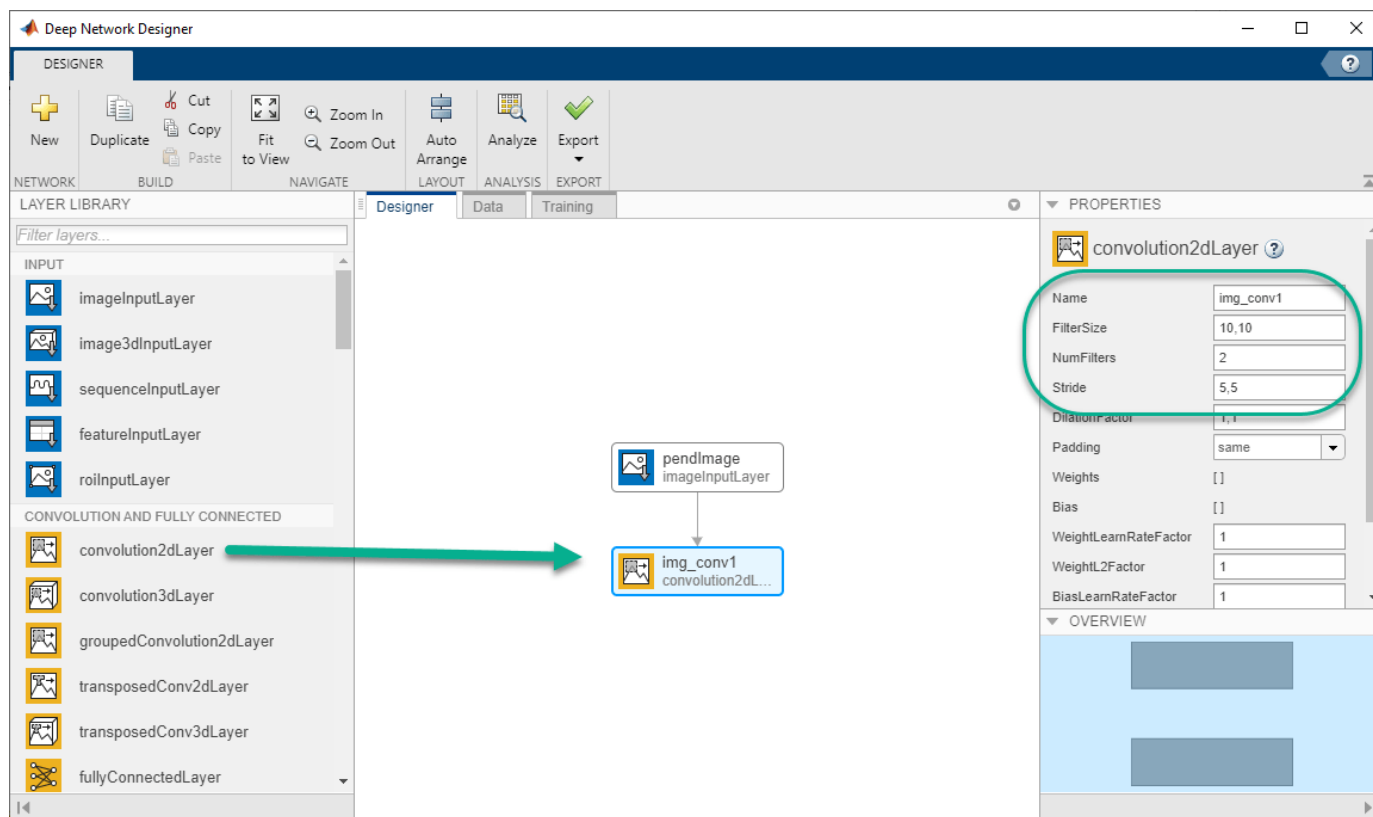 Deep Network Designer
DESIGNER
New
Duplicate
Cut
Copy
Paste
Fit
to View
Zoom In
Zoom Out
Auto
Arrange
Analyze
Export
NETWORK
BUILD
NAVIGATE
LAYOUT
ANALYSIS
EXPORT
LAYER LIBRARY
Filter layers...
INPUT
imageInputLayer
image3dInputLayer
sequenceInputLayer
featureInputLayer
roiInputLayer
CONVOLUTION AND FULLY CONNECTED
convolution2dLayer
convolution3dLayer
groupedConvolution2dLayer
transposedConv2dLayer
transposedConv3dLayer
fullyConnectedLayer
Designer
Data
Training
pendImage
imageInputLayer
img_conv1
convolution2dL...
PROPERTIES
convolution2dLayer ?
Name img_conv1
FilterSize 10,10
NumFilters 2
Stride 5,5
DilationFactor 1,1
Padding same
Weights []
Bias []
WeightLearnRateFactor 1
WeightL2Factor 1
BiasLearnRateFactor 1
OVERVIEW